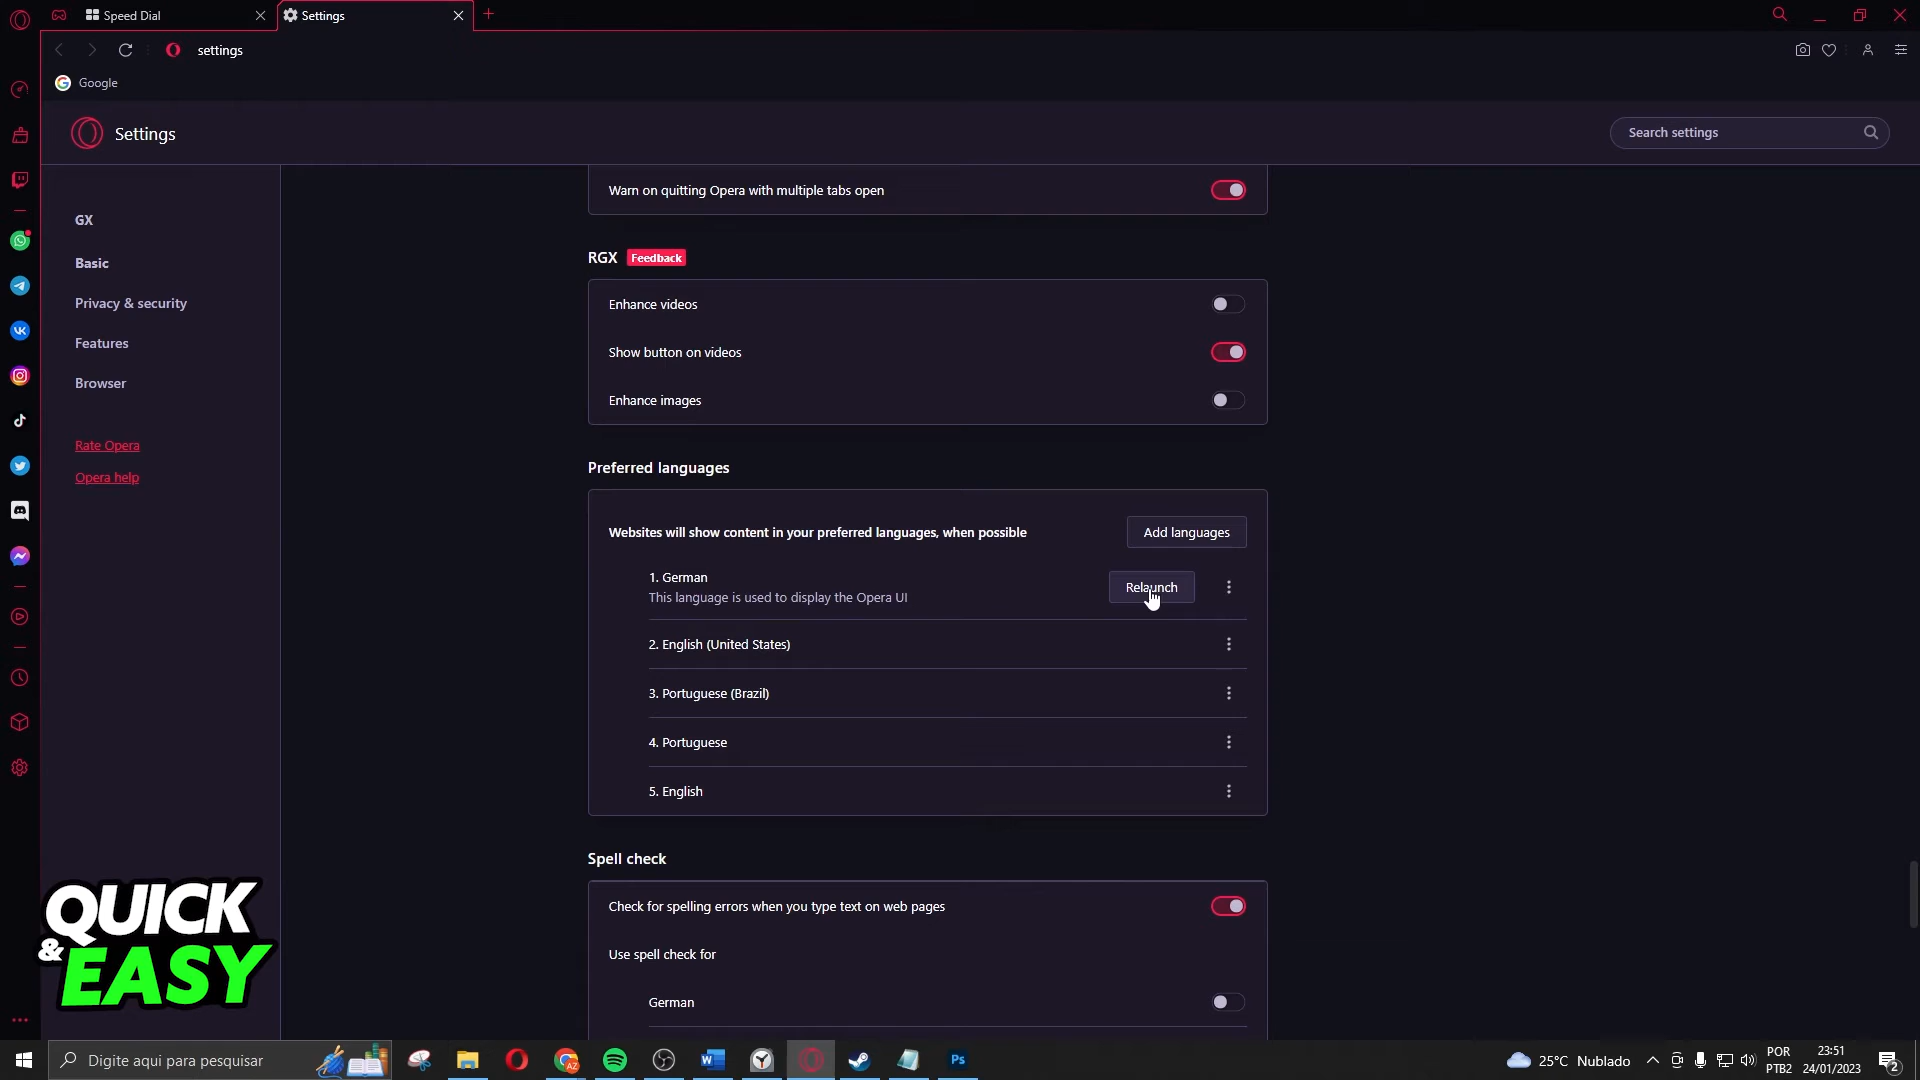 Speed Dial
Settings
settings
Google
Settings
Search settings
GX
Basic
Privacy & security
Features
Browser
Rate Opera
Opera help
Warn on quitting Opera with multiple tabs open
RGX Feedback
Enhance videos
Show button on videos
Enhance images
Preferred languages
Websites will show content in your preferred languages, when possible
Add languages
1. German
This language is used to display the Opera UI
Relaunch
2. English (United States)
3. Portuguese (Brazil)
4. Portuguese
5. English
Spell check
Check for spelling errors when you type text on web pages
Use spell check for
German
QUICK
& EASY
Digite aqui para pesquisar
AZ
W
Ps
25°C Nublado
POR
PTB2
23:51
24/01/2023
2